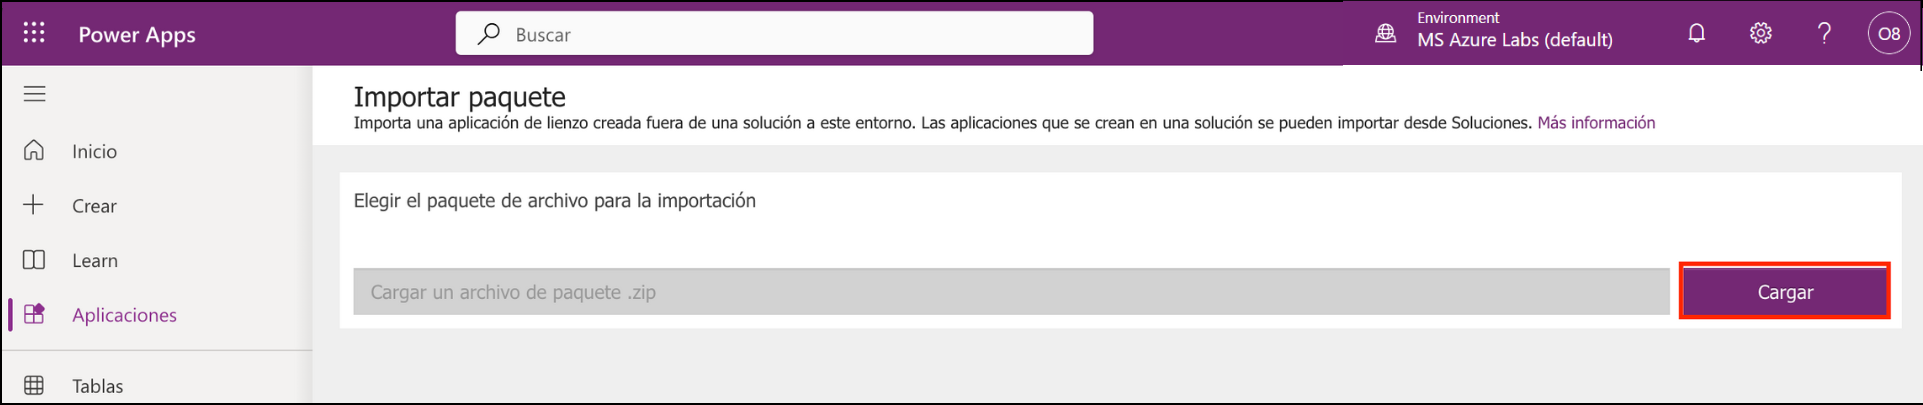 Power Apps
Buscar
Environment
MS Azure Labs (default)
?
O8
Importar paquete
Importa una aplicación de lienzo creada fuera de una solución a este entorno. Las aplicaciones que se crean en una solución se pueden importar desde Soluciones. Más información
Inicio
Crear
Learn
Aplicaciones
Tablas
Elegir el paquete de archivo para la importación
Cargar un archivo de paquete .zip
Cargar